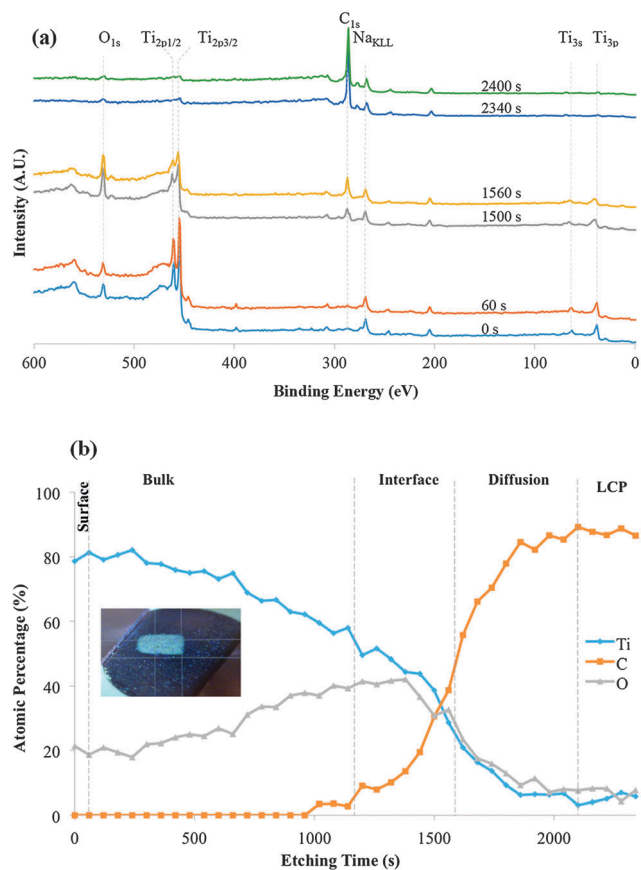 (a)
C1s
O1s Ti2p1/2 Ti2p3/2 NaKLL Ti3s Ti3p
2400 s
2340 s
1560 s
1500 s
60 s
0 s
Intensity (A.U.)
600 500 400 300 200 100 0
Binding Energy (eV)
(b)
Surface Bulk Interface Diffusion LCP
100
80
60
40
20
0
Atomic Percentage (%)
Ti
C
O
0 500 1000 1500 2000
Etching Time (s)